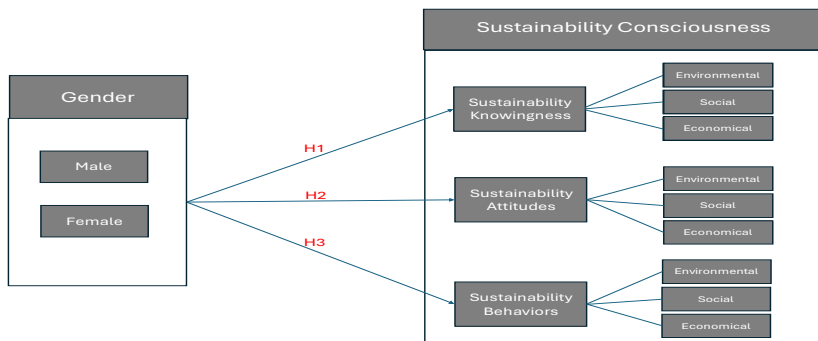 Sustainability Consciousness
Gender
Male
Female
H1
H2
H3
Sustainability
Knowingness
Environmental
Social
Economical
Sustainability
Attitudes
Environmental
Social
Economical
Sustainability
Behaviors
Environmental
Social
Economical